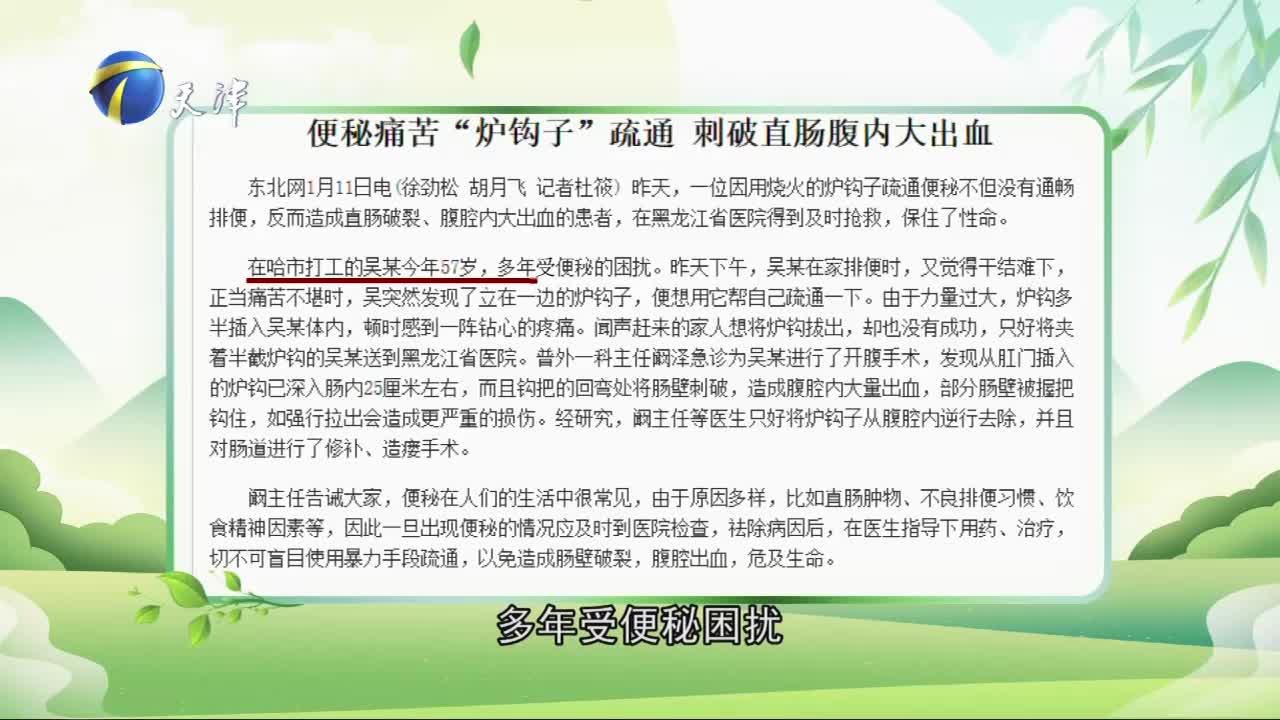 天津
便秘痛苦“炉钩子”疏通 刺破直肠腹内大出血
东北网1月11日电(徐劲松 胡月飞 记者杜筱) 昨天，一位因用烧火的炉钩子疏通便秘不但没有通畅
排便，反而造成直肠破裂、腹腔内大出血的患者，在黑龙江省医院得到及时抢救，保住了性命。
在哈市打工的吴某今年57岁，多年受便秘的困扰。昨天下午，吴某在家排便时，又觉得干结难下，
正当痛苦不堪时，吴突然发现了立在一边的炉钩子，便想用它帮自己疏通一下。由于力量过大，炉钩多
半插入吴某体内，顿时感到一阵钻心的疼痛。闻声赶来的家人想将炉钩拔出，却也没有成功，只好将夹
着半截炉钩的吴某送到黑龙江省医院。普外一科主任阚泽急诊为吴某进行了开腹手术，发现从肛门插入
的炉钩已深入肠内25厘米左右，而且钩把的回弯处将肠壁刺破，造成腹腔内大量出血，部分肠壁被握把
钩住，如强行拉出会造成更严重的损伤。经研究，阚主任等医生只好将炉钩子从腹腔内逆行去除，并且
对肠道进行了修补、造瘘手术。
阚主任告诫大家，便秘在人们的生活中很常见，由于原因多样，比如直肠肿物、不良排便习惯、饮
食精神因素等，因此一旦出现便秘的情况应及时到医院检查，祛除病因后，在医生指导下用药、治疗，
切不可盲目使用暴力手段疏通，以免造成肠壁破裂，腹腔出血，危及生命。
多年受便秘困扰